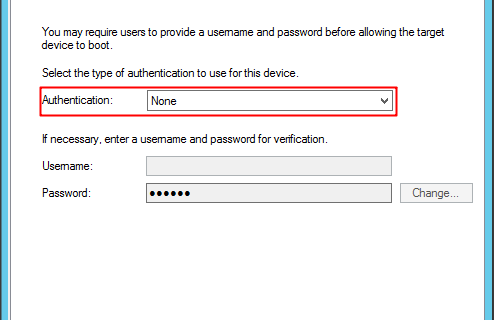 You may require users to provide a username and password before allowing the target
device to boot.
Select the type of authentication to use for this device.
Authentication: None
If necessary, enter a username and password for verification.
Username:
Password: ●●●●●● Change...